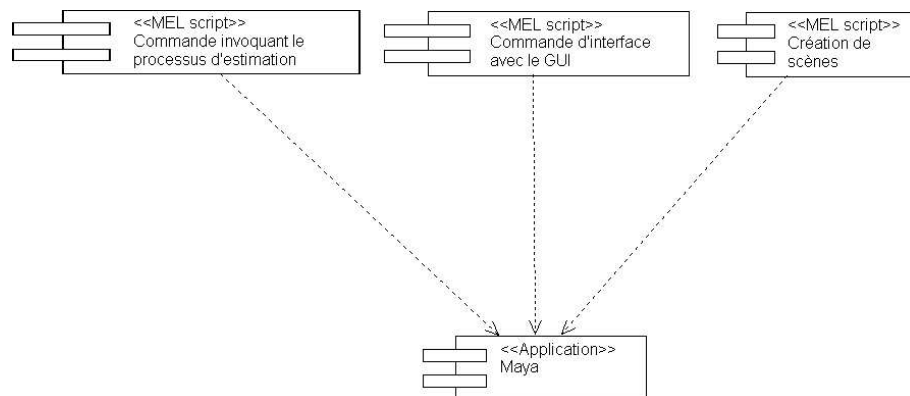 <<MEL script>>
Commande invoquant le
processus d'estimation
<<MEL script>>
Commande d'interface
avec le GUI
<<MEL script>>
Création de
scènes
<<Application>>
Maya